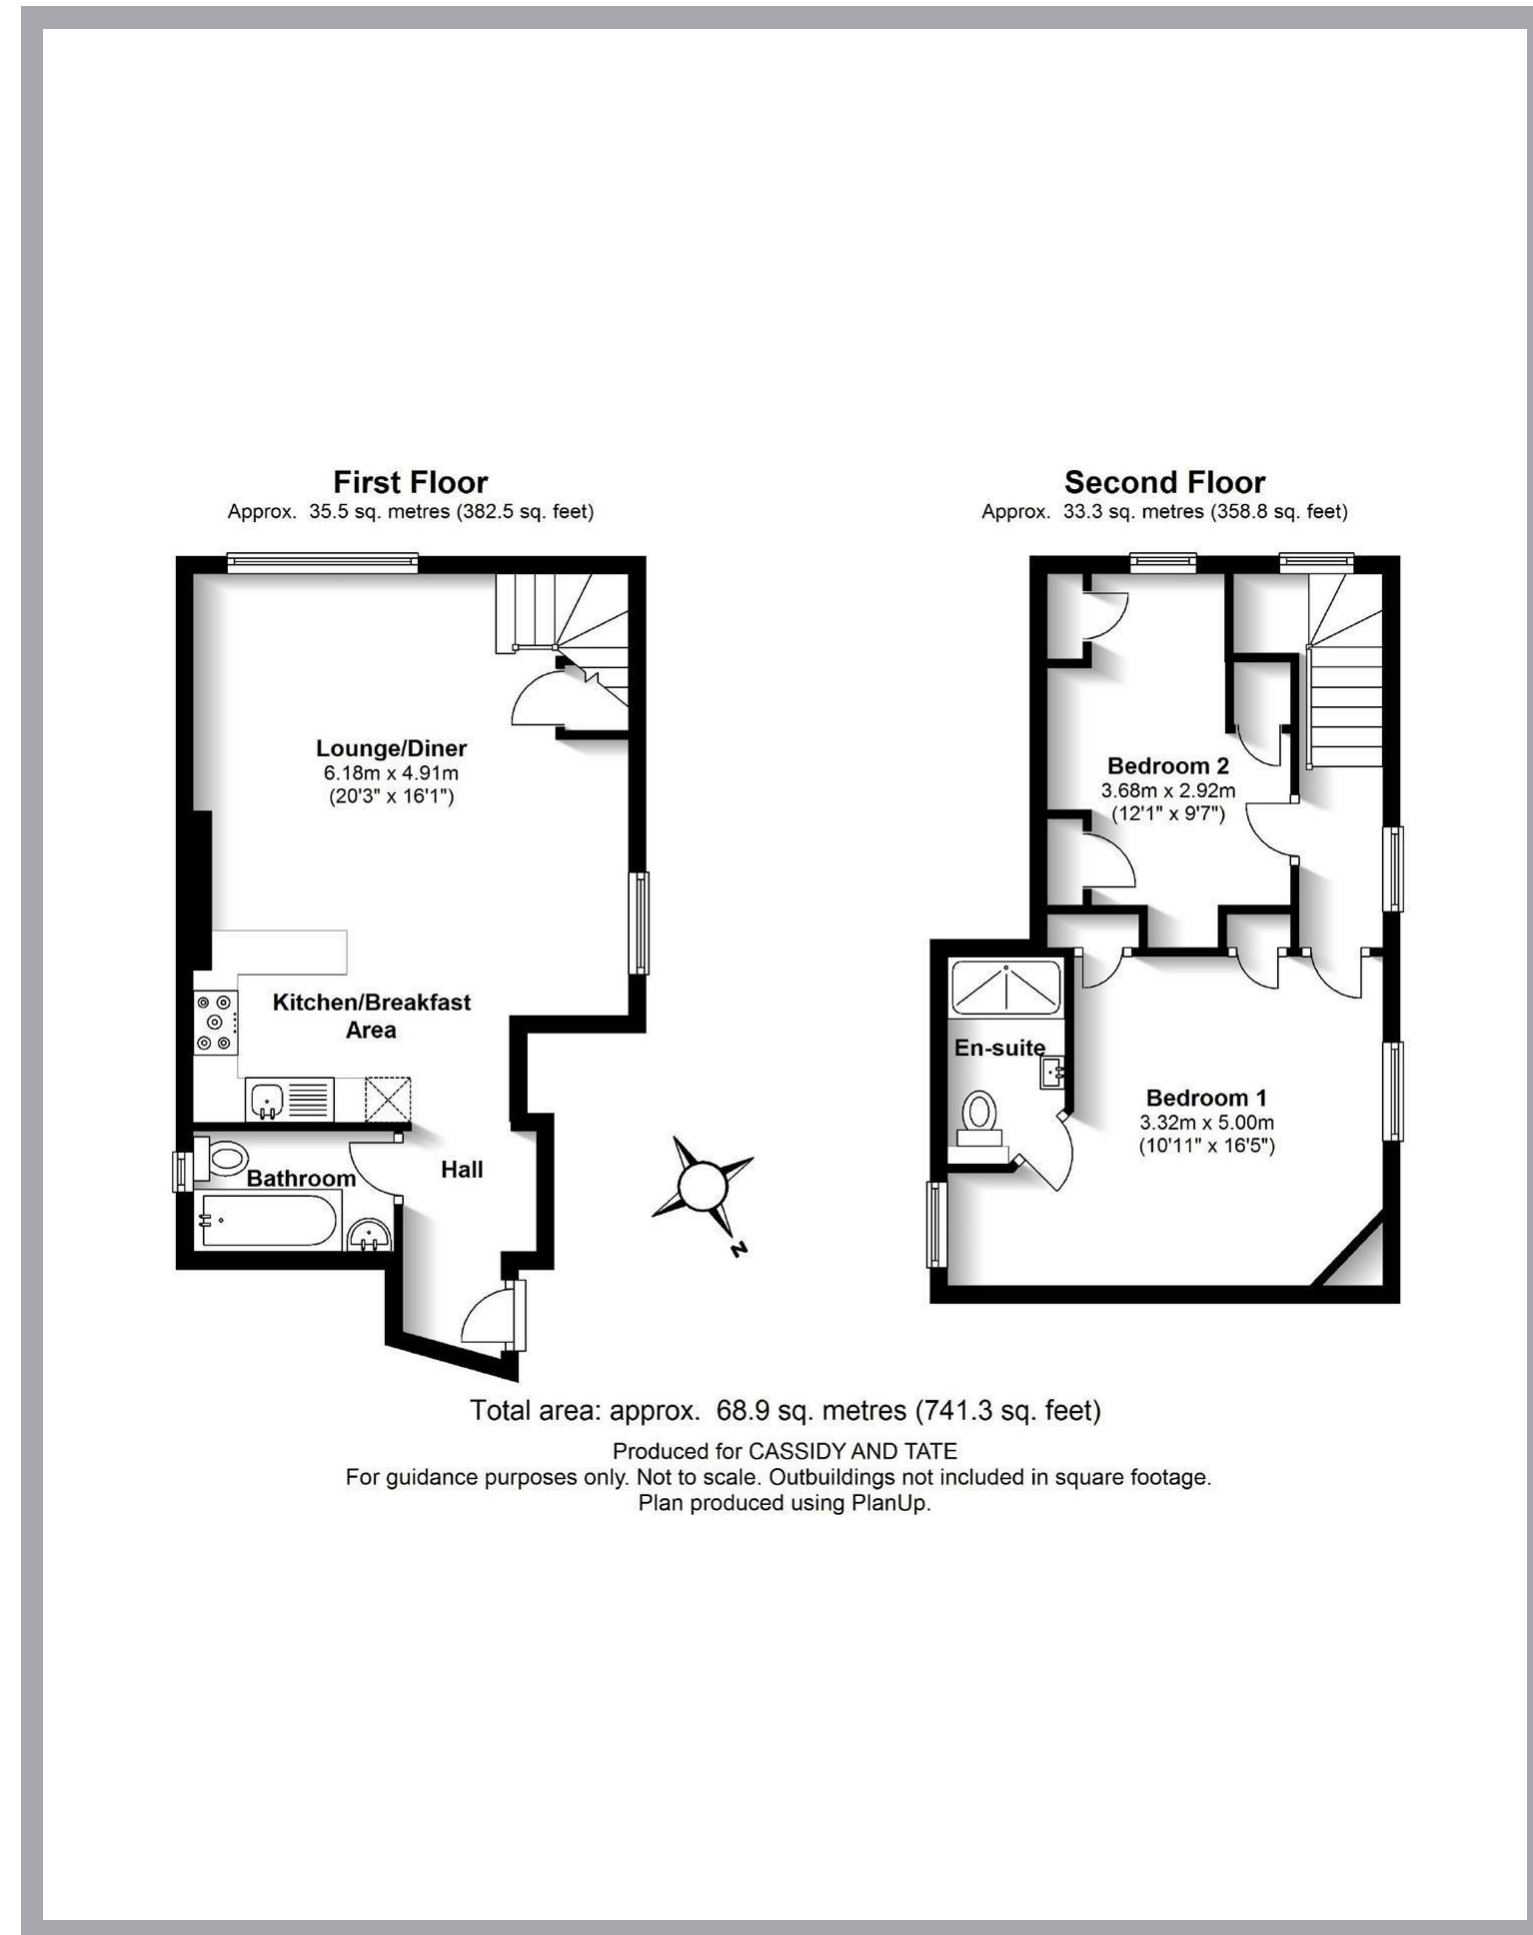 First Floor
Approx. 35.5 sq. metres (382.5 sq. feet)
Lounge/Diner
6.18m x 4.91m
(20'3" x 16'1")
Kitchen/Breakfast
Area
Bathroom
Hall
N
Second Floor
Approx. 33.3 sq. metres (358.8 sq. feet)
Bedroom 2
3.68m x 2.92m
(12'1" x 9'7")
En-suite
Bedroom 1
3.32m x 5.00m
(10'11" x 16'5")
Total area: approx. 68.9 sq. metres (741.3 sq. feet)
Produced for CASSIDY AND TATE
For guidance purposes only. Not to scale. Outbuildings not included in square footage.
Plan produced using PlanUp.